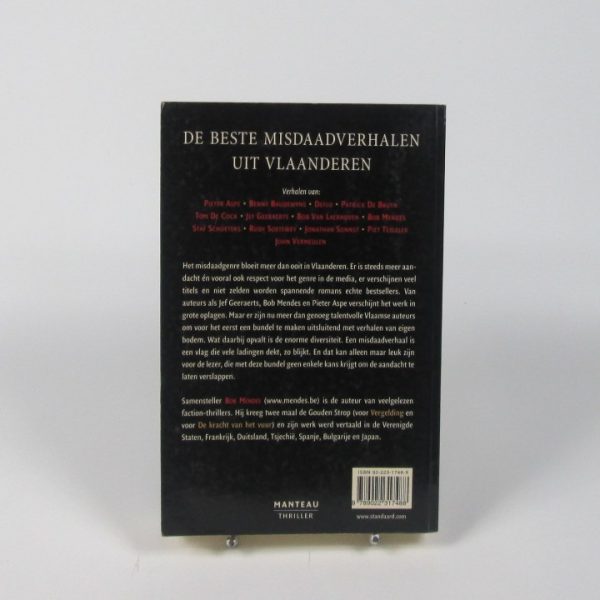 DE BESTE MISDAADVERHALEN
UIT VLAANDEREN
Verhalen van:
Pieter Aspe • Benny Baudewyns • Deflo • Patrick De Bruyn
Tom De Cock • Jef Geeraerts • Bob Van Laerhoven • Bob Mendes
Staf Schoeters • Rudy Soetewey • Jonathan Sonnst • Piet Teigeler
John Vermeulen
Het misdaadgenre bloeit meer dan ooit in Vlaanderen. Er is steeds meer aan-
dacht én vooral ook respect voor het genre in de media, er verschijnen veel
titels en niet zelden worden spannende romans echte bestsellers. Van
auteurs als Jef Geeraerts, Bob Mendes en Pieter Aspe verschijnt het werk in
grote oplagen. Maar er zijn nu meer dan genoeg talentvolle Vlaamse auteurs
om voor het eerst een bundel te maken uitsluitend met verhalen van eigen
bodem. Wat daarbij opvalt is de enorme diversiteit. Een misdaadverhaal is
een vlag die vele ladingen dekt, zo blijkt. En dat kan alleen maar leuk zijn
voor de lezer, die met deze bundel geen enkele kans krijgt om de aandacht te
laten verslappen.
Samensteller Bob Mendes (www.mendes.be) is de auteur van veelgelezen
faction-thrillers. Hij kreeg twee maal de Gouden Strop (voor Vergelding en
voor De kracht van het vuur) en zijn werk werd vertaald in de Verenigde
Staten, Frankrijk, Duitsland, Tsjechië, Spanje, Bulgarije en Japan.
MANTEAU
THRILLER
9 789022 317488
www.standaard.com